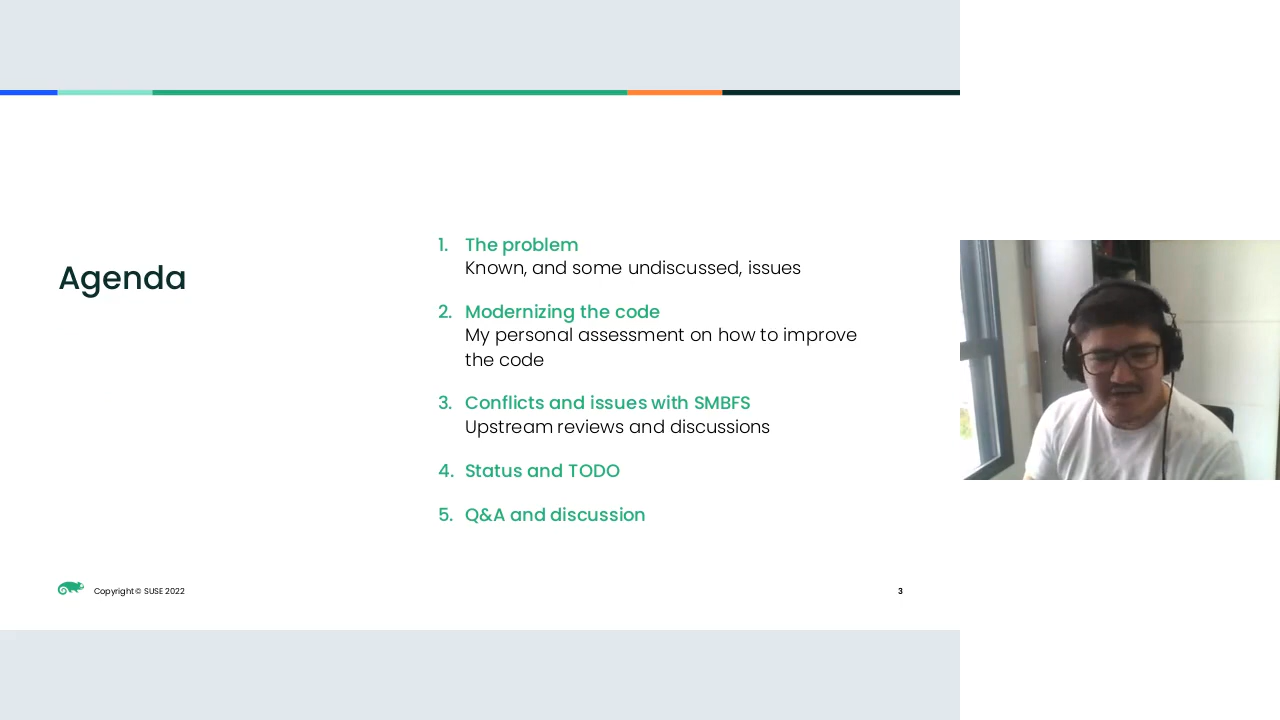 Agenda
1. The problem
Known, and some undiscussed, issues
2. Modernizing the code
My personal assessment on how to improve
the code
3. Conflicts and issues with SMBFS
Upstream reviews and discussions
4. Status and TODO
5. Q&A and discussion
Copyright © SUSE 2022
3